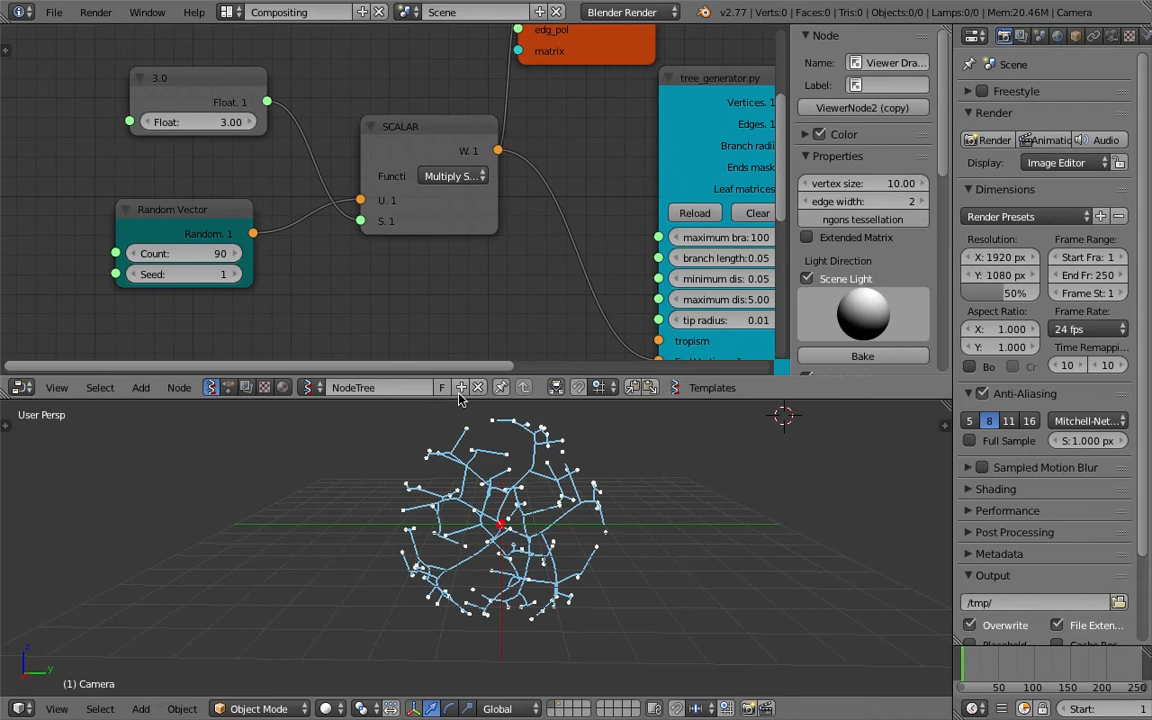 File Render Window Help Compositing Scene Blender Render v2.77 | Verts:0 | Faces:0 | Tris:0 | Objects:0/0 | Lamps:0/0 | Mem:20.46M | Camera
edg_pol
matrix
3.0
Float. 1
Float: 3.00
SCALAR
W. 1
Functi Multiply S...
U. 1
S. 1
Random Vector
Random. 1
Count: 90
Seed: 1
tree_generator.py
Vertices. 1
Edges. 1
Branch radii
Ends mask
Leaf matrices
Reload Clear
maximum bra: 100
branch length: 0.05
minimum dis: 0.05
maximum dis: 5.00
tip radius: 0.01
tropism
Node
Name: Viewer Dra...
Label:
ViewerNode2 (copy)
Color
Properties
vertex size: 10.00
edge width: 2
ngons tessellation
Extended Matrix
Light Direction
Scene Light
Bake
Scene
Freestyle
Render
Render Animatic Audio
Display: Image Editor
Dimensions
Render Presets
Resolution: Frame Range:
X: 1920 px Start Fra: 1
Y: 1080 px End Fr: 250
50% Frame St: 1
Aspect Ratio: Frame Rate:
X: 1.000 24 fps
Y: 1.000 Time Remappi...
Bo Cr 10 10
Anti-Aliasing
5 8 11 16 Mitchell-Net...
Full Sample S: 1.000 px
Sampled Motion Blur
Shading
Performance
Post Processing
Metadata
Output
/tmp/
Overwrite File Exten...
View Select Add Node NodeTree F Templates
User Persp
z
y
(1) Camera
View Select Add Object Object Mode Global
50 100 150 200 250
Start: 1